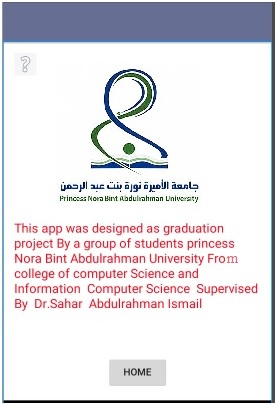 ?
جامعة الأميرة نورة بنت عبد الرحمن
Princess Nora Bint Abdulrahman University
This app was designed as graduation
project By a group of students princess
Nora Bint Abdulrahman University From
college of computer Science and
Information  Computer Science  Supervised
By  Dr.Sahar  Abdulrahman Ismail
HOME